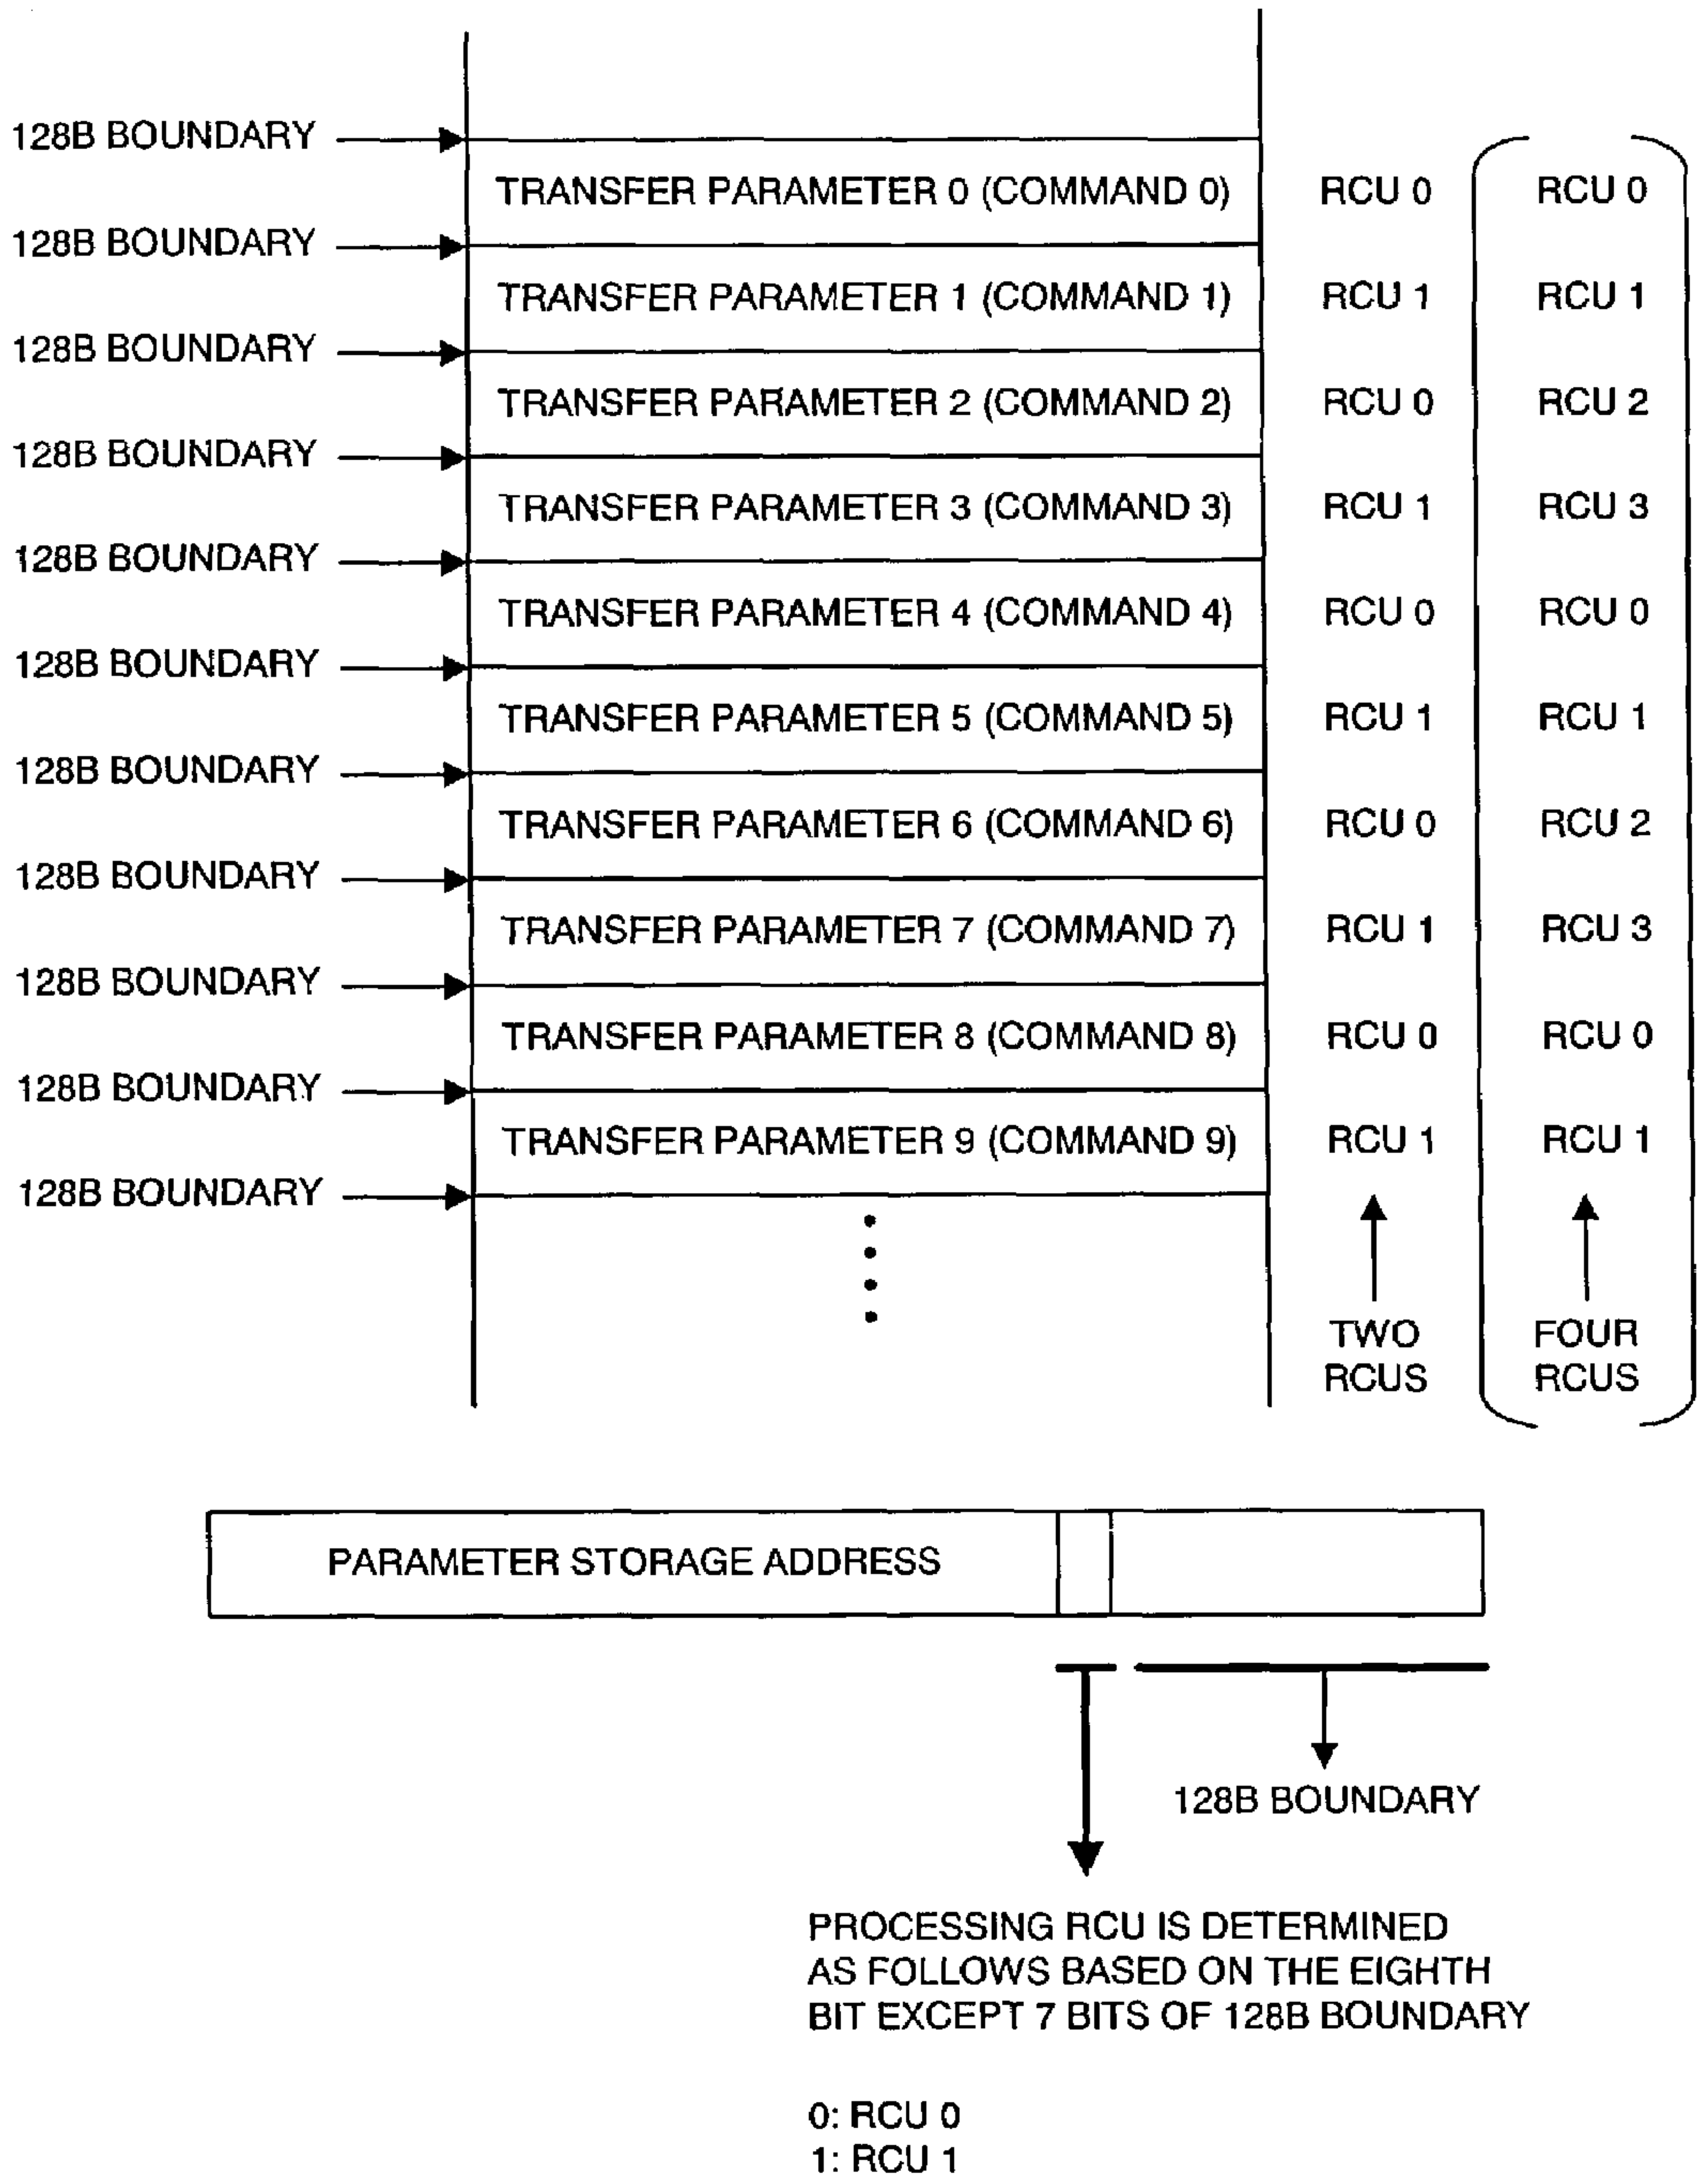 128B BOUNDARY
TRANSFER PARAMETER 0 (COMMAND 0) RCU 0 RCU 0
128B BOUNDARY
TRANSFER PARAMETER 1 (COMMAND 1) RCU 1 RCU 1
128B BOUNDARY
TRANSFER PARAMETER 2 (COMMAND 2) RCU 0 RCU 2
128B BOUNDARY
TRANSFER PARAMETER 3 (COMMAND 3) RCU 1 RCU 3
128B BOUNDARY
TRANSFER PARAMETER 4 (COMMAND 4) RCU 0 RCU 0
128B BOUNDARY
TRANSFER PARAMETER 5 (COMMAND 5) RCU 1 RCU 1
128B BOUNDARY
TRANSFER PARAMETER 6 (COMMAND 6) RCU 0 RCU 2
128B BOUNDARY
TRANSFER PARAMETER 7 (COMMAND 7) RCU 1 RCU 3
128B BOUNDARY
TRANSFER PARAMETER 8 (COMMAND 8) RCU 0 RCU 0
128B BOUNDARY
TRANSFER PARAMETER 9 (COMMAND 9) RCU 1 RCU 1
128B BOUNDARY
TWO FOUR
RCUS RCUS
PARAMETER STORAGE ADDRESS
128B BOUNDARY
PROCESSING RCU IS DETERMINED
AS FOLLOWS BASED ON THE EIGHTH
BIT EXCEPT 7 BITS OF 128B BOUNDARY
0: RCU 0
1: RCU 1